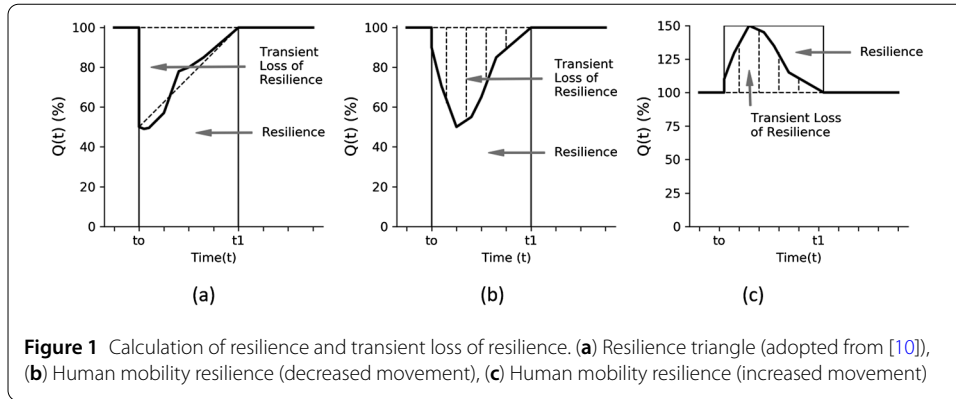 100
80
60
40
20
0
Q(t) (%)
Transient
Loss of
Resilience
Resilience
to
t1
Time(t)
(a)
100
80
60
40
20
0
Q(t) (%)
Transient
Loss of
Resilience
Resilience
to
t1
Time (t)
(b)
150
125
100
75
50
25
0
Q(t) (%)
Resilience
Transient Loss
of Resilience
to
t1
Time(t)
(c)
Figure 1 Calculation of resilience and transient loss of resilience. (a) Resilience triangle (adopted from [10]),
(b) Human mobility resilience (decreased movement), (c) Human mobility resilience (increased movement)